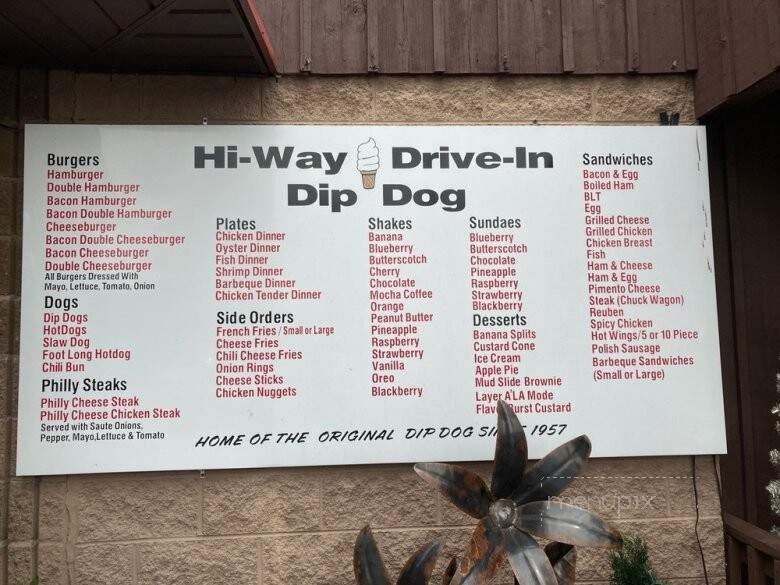 Hi-Way Drive-In
Dip Dog
Burgers
Hamburger
Double Hamburger
Bacon Hamburger
Bacon Double Hamburger
Cheeseburger
Bacon Double Cheeseburger
Bacon Cheeseburger
Double Cheeseburger
All Burgers Dressed With
Mayo, Lettuce, Tomato, Onion
Dogs
Dip Dogs
HotDogs
Slaw Dog
Foot Long Hotdog
Chili Bun
Philly Steaks
Philly Cheese Steak
Philly Cheese Chicken Steak
Served with Saute Onions,
Pepper, Mayo,Lettuce & Tomato
Plates
Chicken Dinner
Oyster Dinner
Fish Dinner
Shrimp Dinner
Barbeque Dinner
Chicken Tender Dinner
Side Orders
French Fries / Small or Large
Cheese Fries
Chili Cheese Fries
Onion Rings
Cheese Sticks
Chicken Nuggets
Shakes
Banana
Blueberry
Butterscotch
Cherry
Chocolate
Mocha Coffee
Orange
Peanut Butter
Pineapple
Raspberry
Strawberry
Vanilla
Oreo
Blackberry
Sundaes
Blueberry
Butterscotch
Chocolate
Pineapple
Raspberry
Strawberry
Blackberry
Desserts
Banana Splits
Custard Cone
Ice Cream
Apple Pie
Mud Slide Brownie
Layer A'LA Mode
Burst Custard
Sandwiches
Bacon & Egg
Boiled Ham
BLT
Egg
Grilled Cheese
Grilled Chicken
Chicken Breast
Fish
Ham & Cheese
Ham & Egg
Pimento Cheese
Steak (Chuck Wagon)
Reuben
Spicy Chicken
Hot Wings/5 or 10 Piece
Polish Sausage
Barbeque Sandwiches
(Small or Large)
HOME OF THE ORIGINAL DIP DOG 1957
menupix